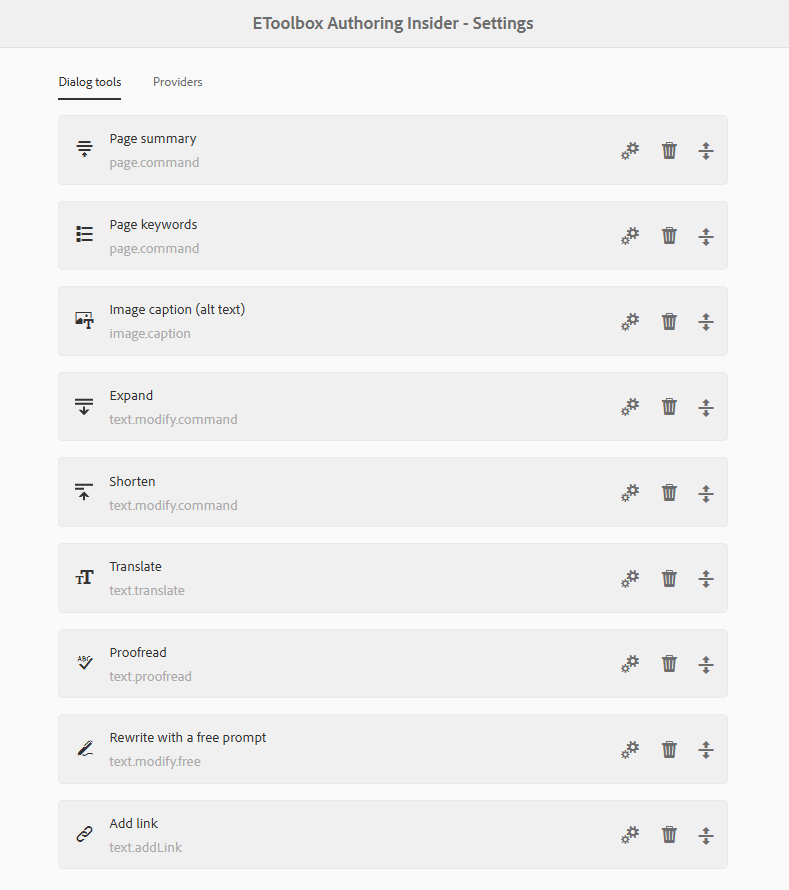 EToolbox Authoring Insider - Settings
Dialog tools Providers
Page summary
page.command
Page keywords
page.command
Image caption (alt text)
image.caption
Expand
text.modify.command
Shorten
text.modify.command
Translate
text.translate
ABC
Proofread
text.proofread
Rewrite with a free prompt
text.modify.free
Add link
text.addLink